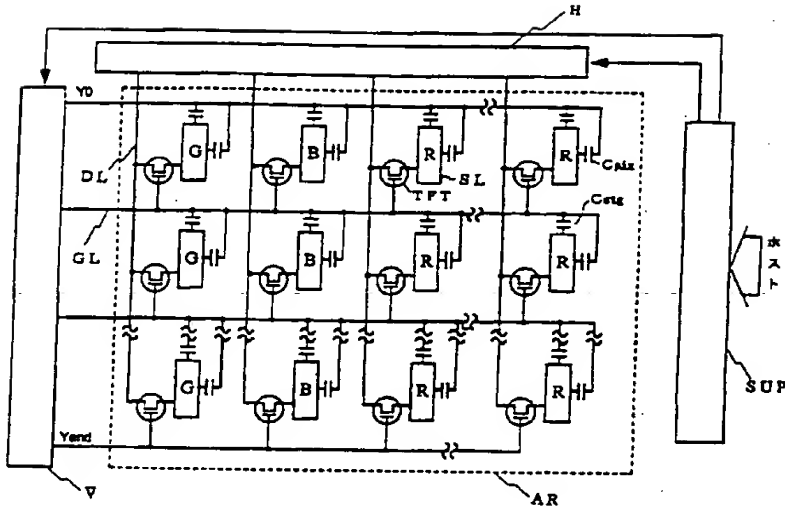 H
Y0
G
B
R
R
Cpix
DL
SL
TFT
Cstg
GL
G
B
R
R
ホスト
G
B
R
R
SUP
Yend
V
AR